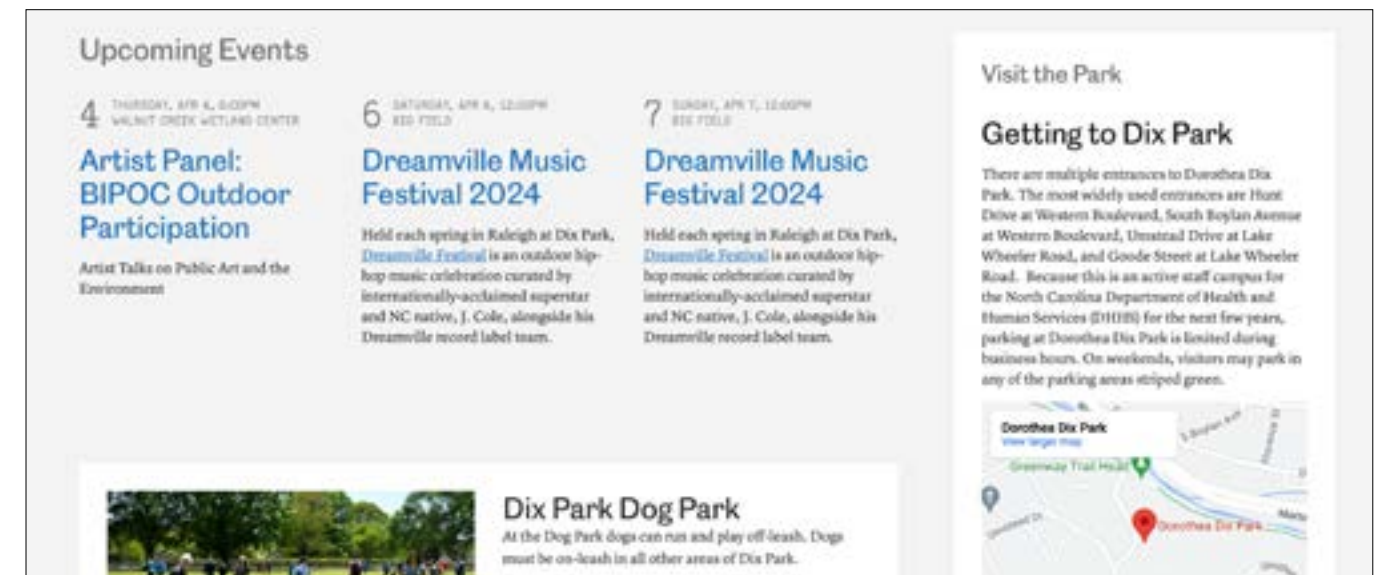 Upcoming Events
4
THURSDAY, APR 4, 6:00PM
WALNUT CREEK WETLAND CENTER
Artist Panel:
BIPOC Outdoor
Participation
Artist Talks on Public Art and the
Environment
6
SATURDAY, APR 6, 12:00PM
BIG FIELD
Dreamville Music
Festival 2024
Held each spring in Raleigh at Dix Park,
Dreamville Festival is an outdoor hip-
hop music celebration curated by
internationally-acclaimed superstar
and NC native, J. Cole, alongside his
Dreamville record label team.
7
SUNDAY, APR 7, 12:00PM
BIG FIELD
Dreamville Music
Festival 2024
Held each spring in Raleigh at Dix Park,
Dreamville Festival is an outdoor hip-
hop music celebration curated by
internationally-acclaimed superstar
and NC native, J. Cole, alongside his
Dreamville record label team.
Dix Park Dog Park
At the Dog Park dogs can run and play off-leash. Dogs
must be on-leash in all other areas of Dix Park.
Visit the Park
Getting to Dix Park
There are multiple entrances to Dorothea Dix
Park. The most widely used entrances are Hunt
Drive at Western Boulevard, South Boylan Avenue
at Western Boulevard, Umstead Drive at Lake
Wheeler Road, and Goode Street at Lake Wheeler
Road. Because this is an active staff campus for
the North Carolina Department of Health and
Human Services (DHHS) for the next few years,
parking at Dorothea Dix Park is limited during
business hours. On weekends, visitors may park in
any of the parking areas striped green.
Dorothea Dix Park
View larger map
S Boylan Ave
Greenway Trail Head
Umstead Dr
Dorothea Dix Park